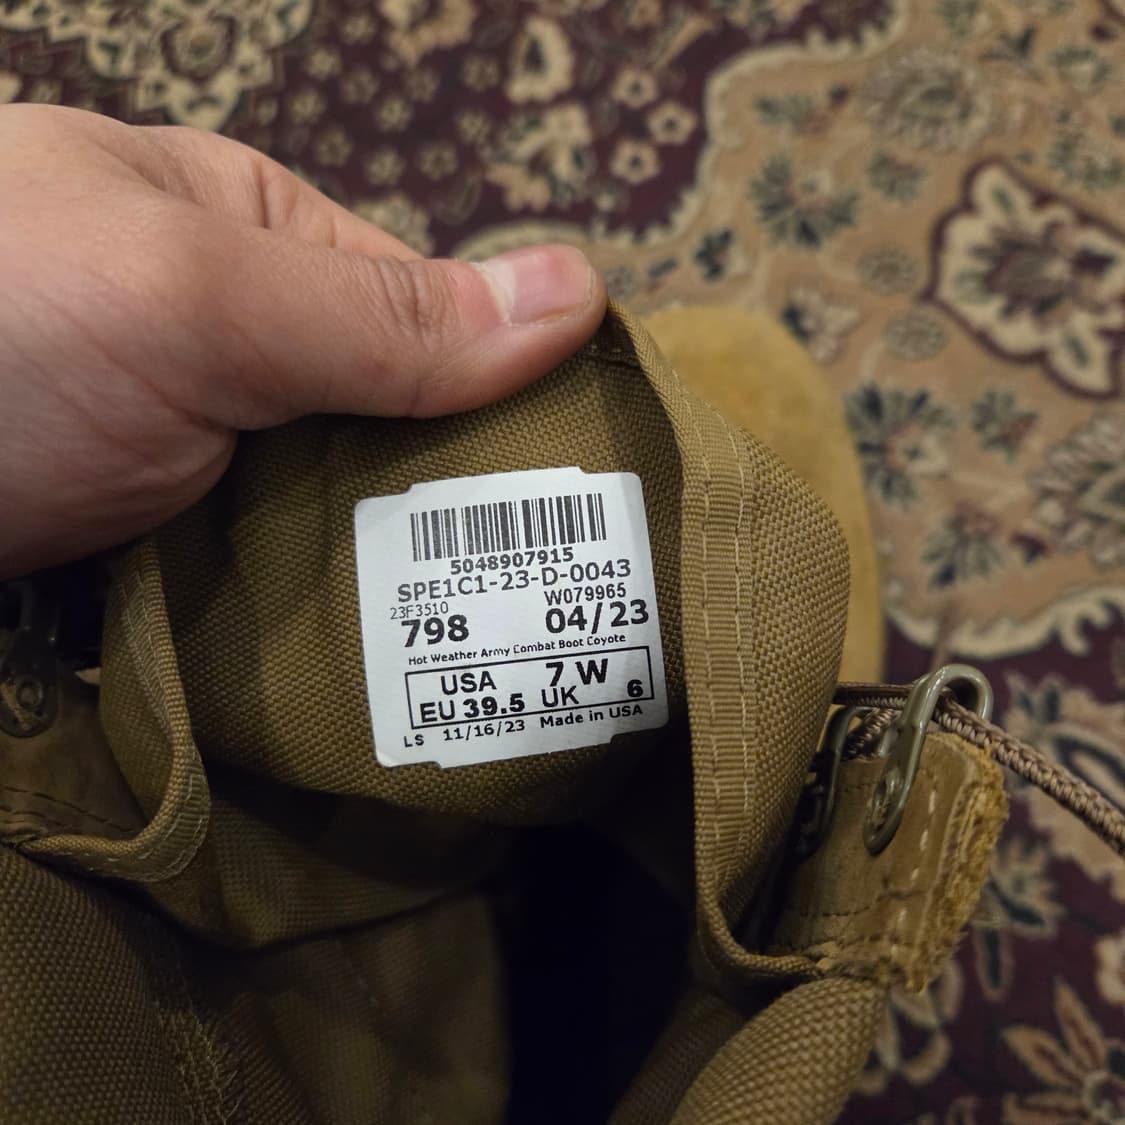 5048907915
SPE1C1-23-D-0043
23F3510 W079965
798 04/23
Hot Weather Army Combat Boot Coyote
USA 7 W
EU 39.5 UK 6
LS 11/16/23 Made in USA